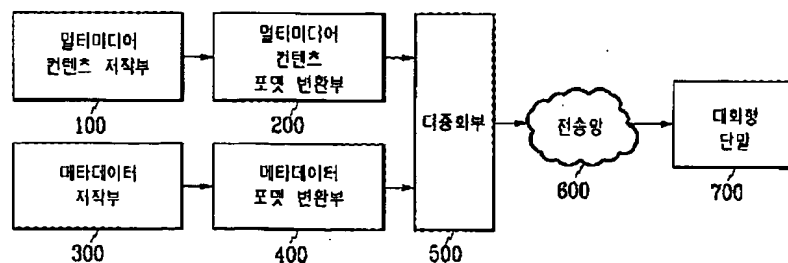 멀티미디어
컨텐츠 저작부
100
멀티미디어
컨텐츠
포맷 변환부
200
메타데이터
저작부
300
메타데이터
포맷 변환부
400
다중화부
500
전송망
600
대화형
단말
700